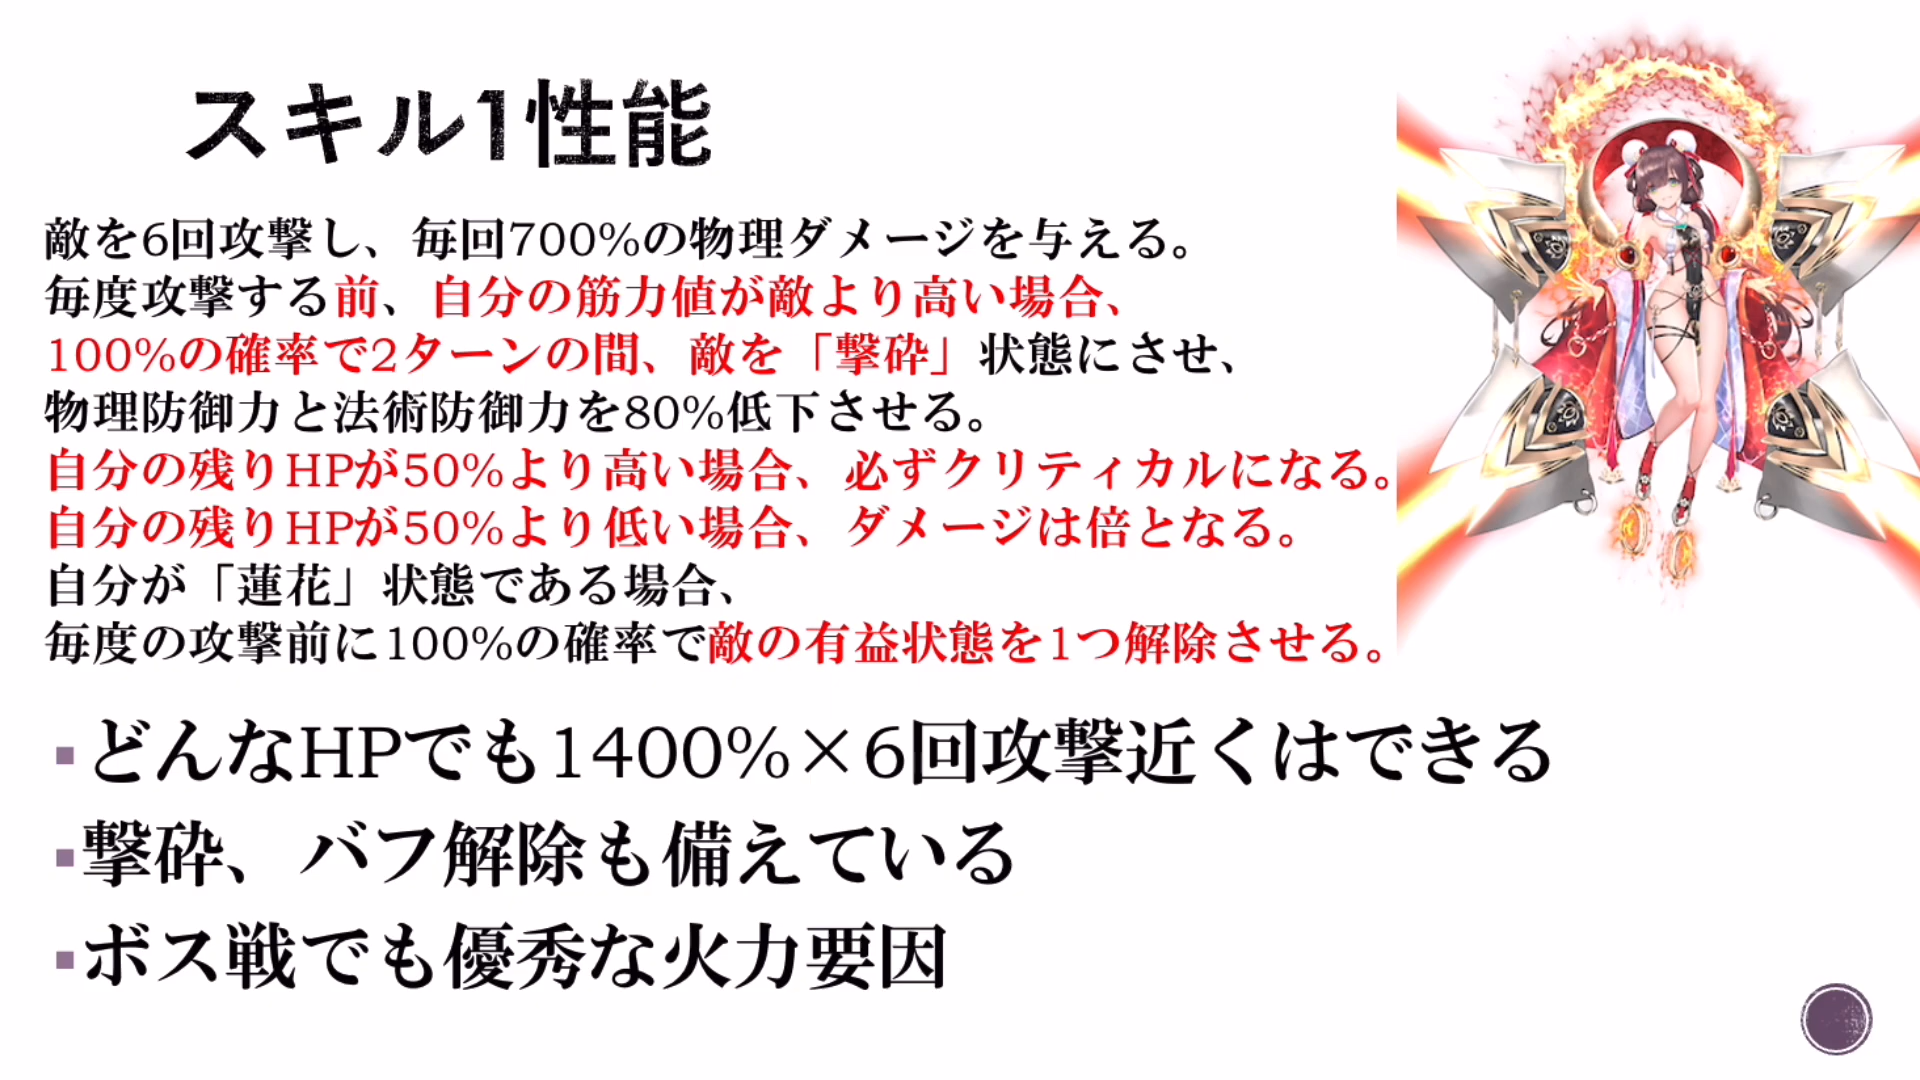 スキル1性能
敵を6回攻撃し、毎回700%の物理ダメージを与える。
毎度攻撃する前、自分の筋力値が敵より高い場合、
100%の確率で2ターンの間、敵を「撃砕」状態にさせ、
物理防御力と法術防御力を80%低下させる。
自分の残りHPが50%より高い場合、必ずクリティカルになる。
自分の残りHPが50%より低い場合、ダメージは倍となる。
自分が「蓮花」状態である場合、
毎度の攻撃前に100%の確率で敵の有益状態を1つ解除させる。
▪どんなHPでも1400%×6回攻撃近くはできる
▪撃砕、バフ解除も備えている
▪ボス戦でも優秀な火力要因